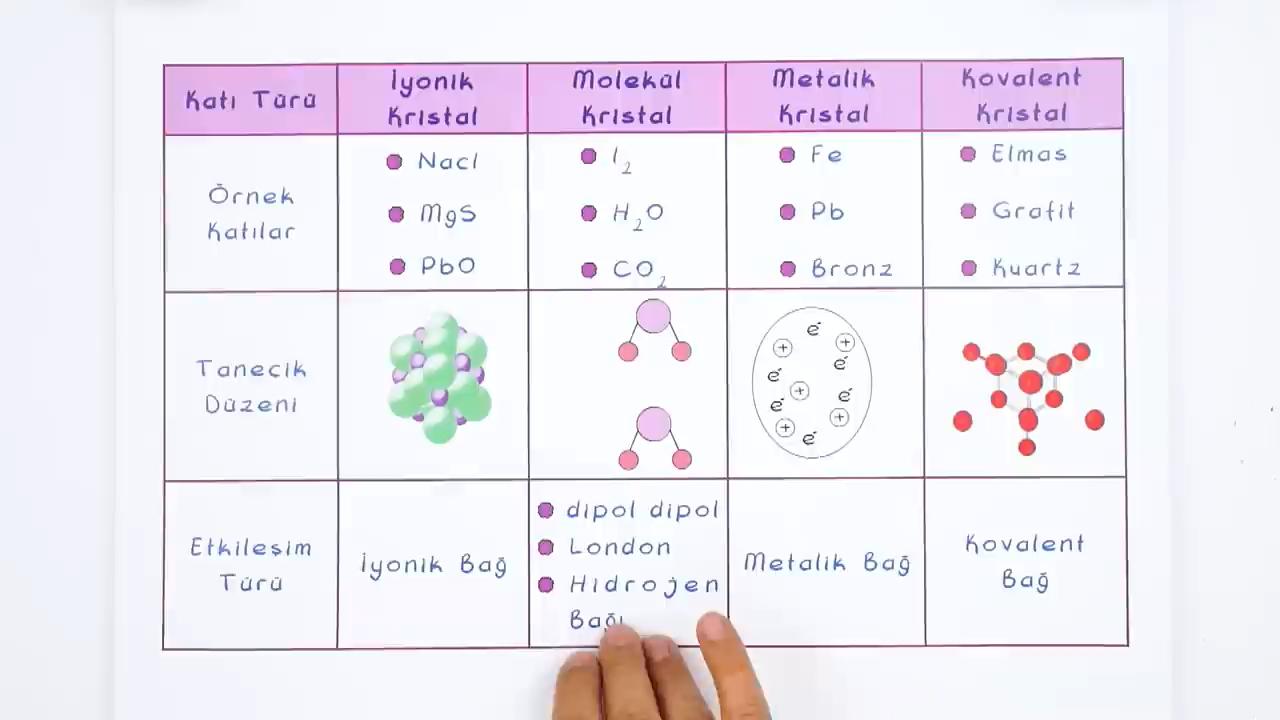 Katı Türü
İyonik
Kristal
Molekül
Kristal
Metalik
Kristal
Kovalent
Kristal
Örnek
Katılar
Nacl
MgS
PbO
I2
H2O
CO2
Fe
Pb
Bronz
Elmas
Grafit
Kuartz
Tanecik
Düzeni
e-
+ +
e-
e-
+
e-
e-
+
+
e-
Etkileşim
Türü
İyonik Bağ
dipol dipol
London
Hidrojen
Bağı
Metalik Bağ
Kovalent
Bağ